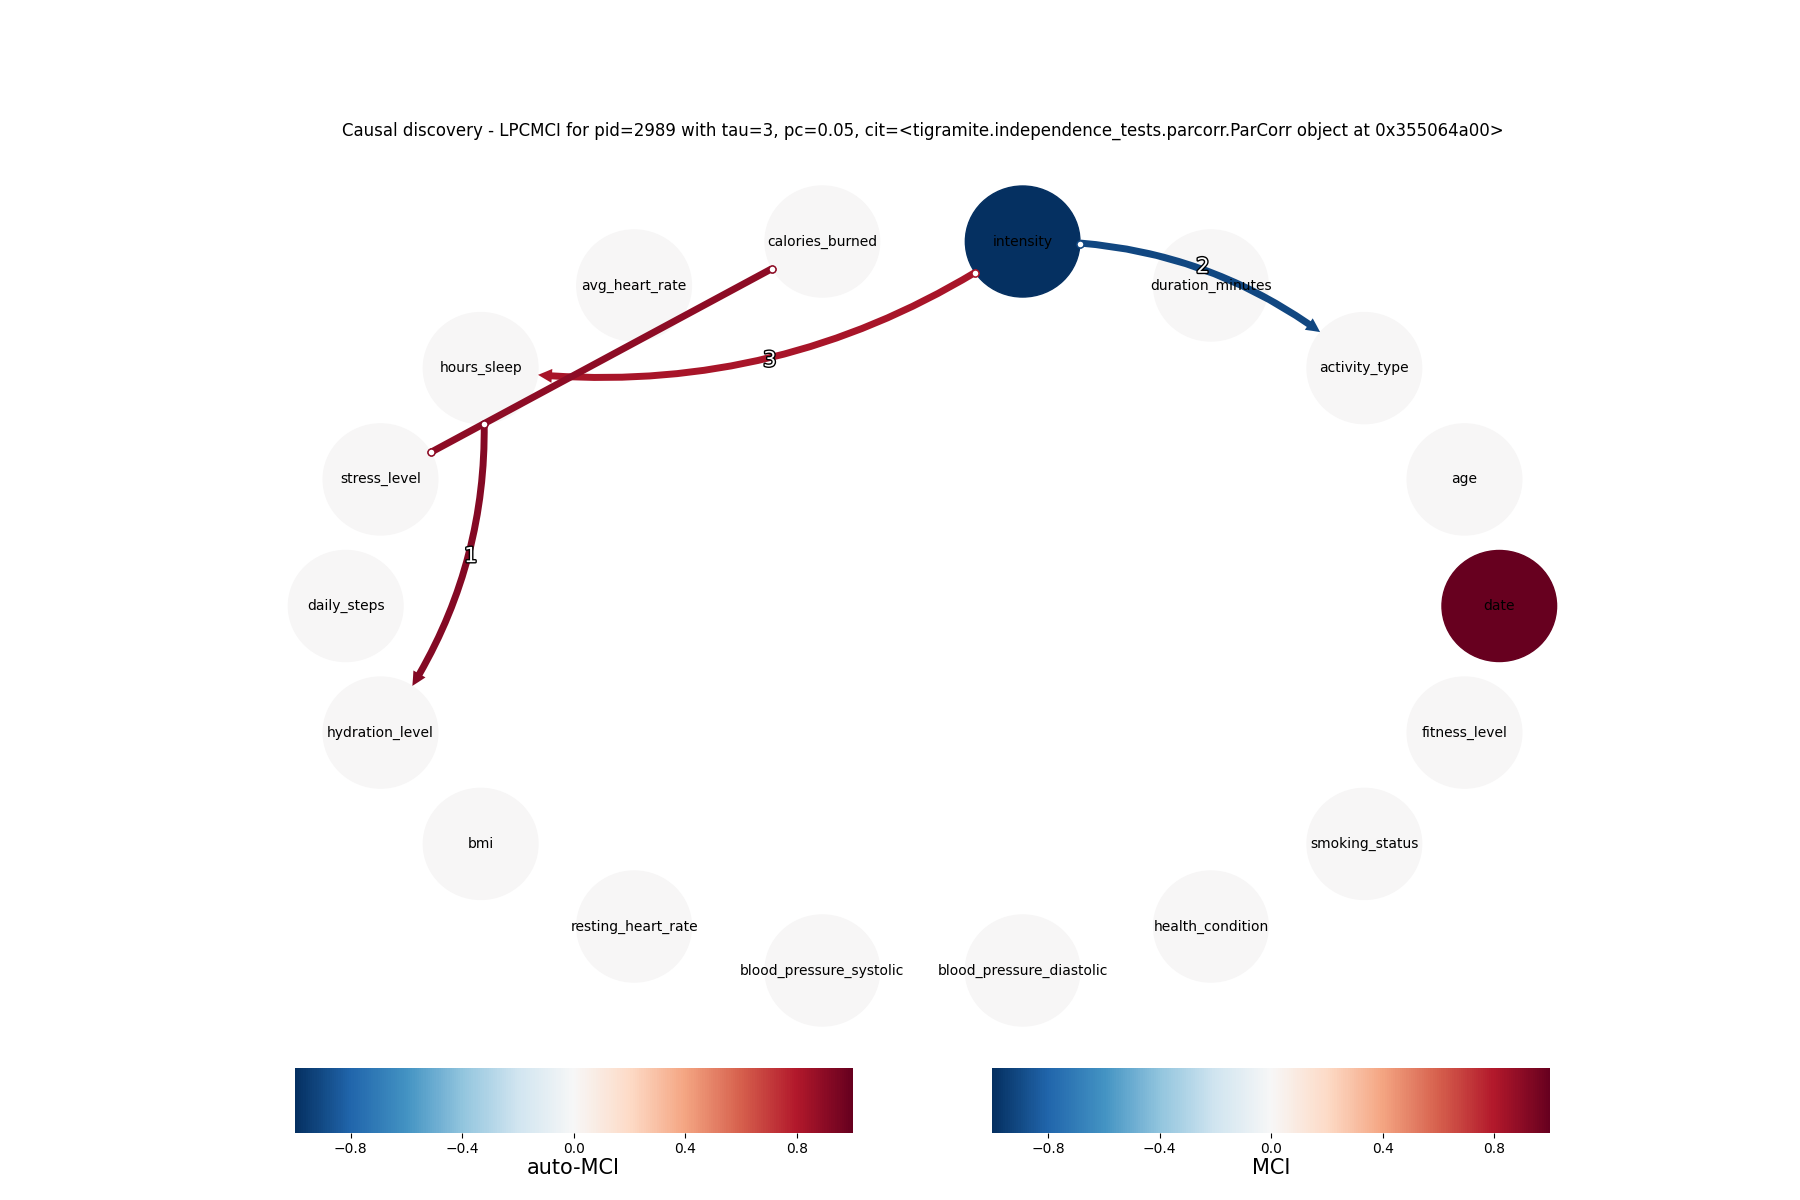 Causal discovery - LPCMCI for pid=2989 with tau=3, pc=0.05, cit=<tigramite.independence_tests.parcorr.ParCorr object at 0x355064a00>
calories_burned
intensity
avg_heart_rate
2
duration_minutes
hours_sleep
3
activity_type
stress_level
age
1
daily_steps
date
hydration_level
fitness_level
bmi
smoking_status
resting_heart_rate
health_condition
blood_pressure_systolic
blood_pressure_diastolic
−0.8 −0.4 0.0 0.4 0.8
auto-MCI
−0.8 −0.4 0.0 0.4 0.8
MCI